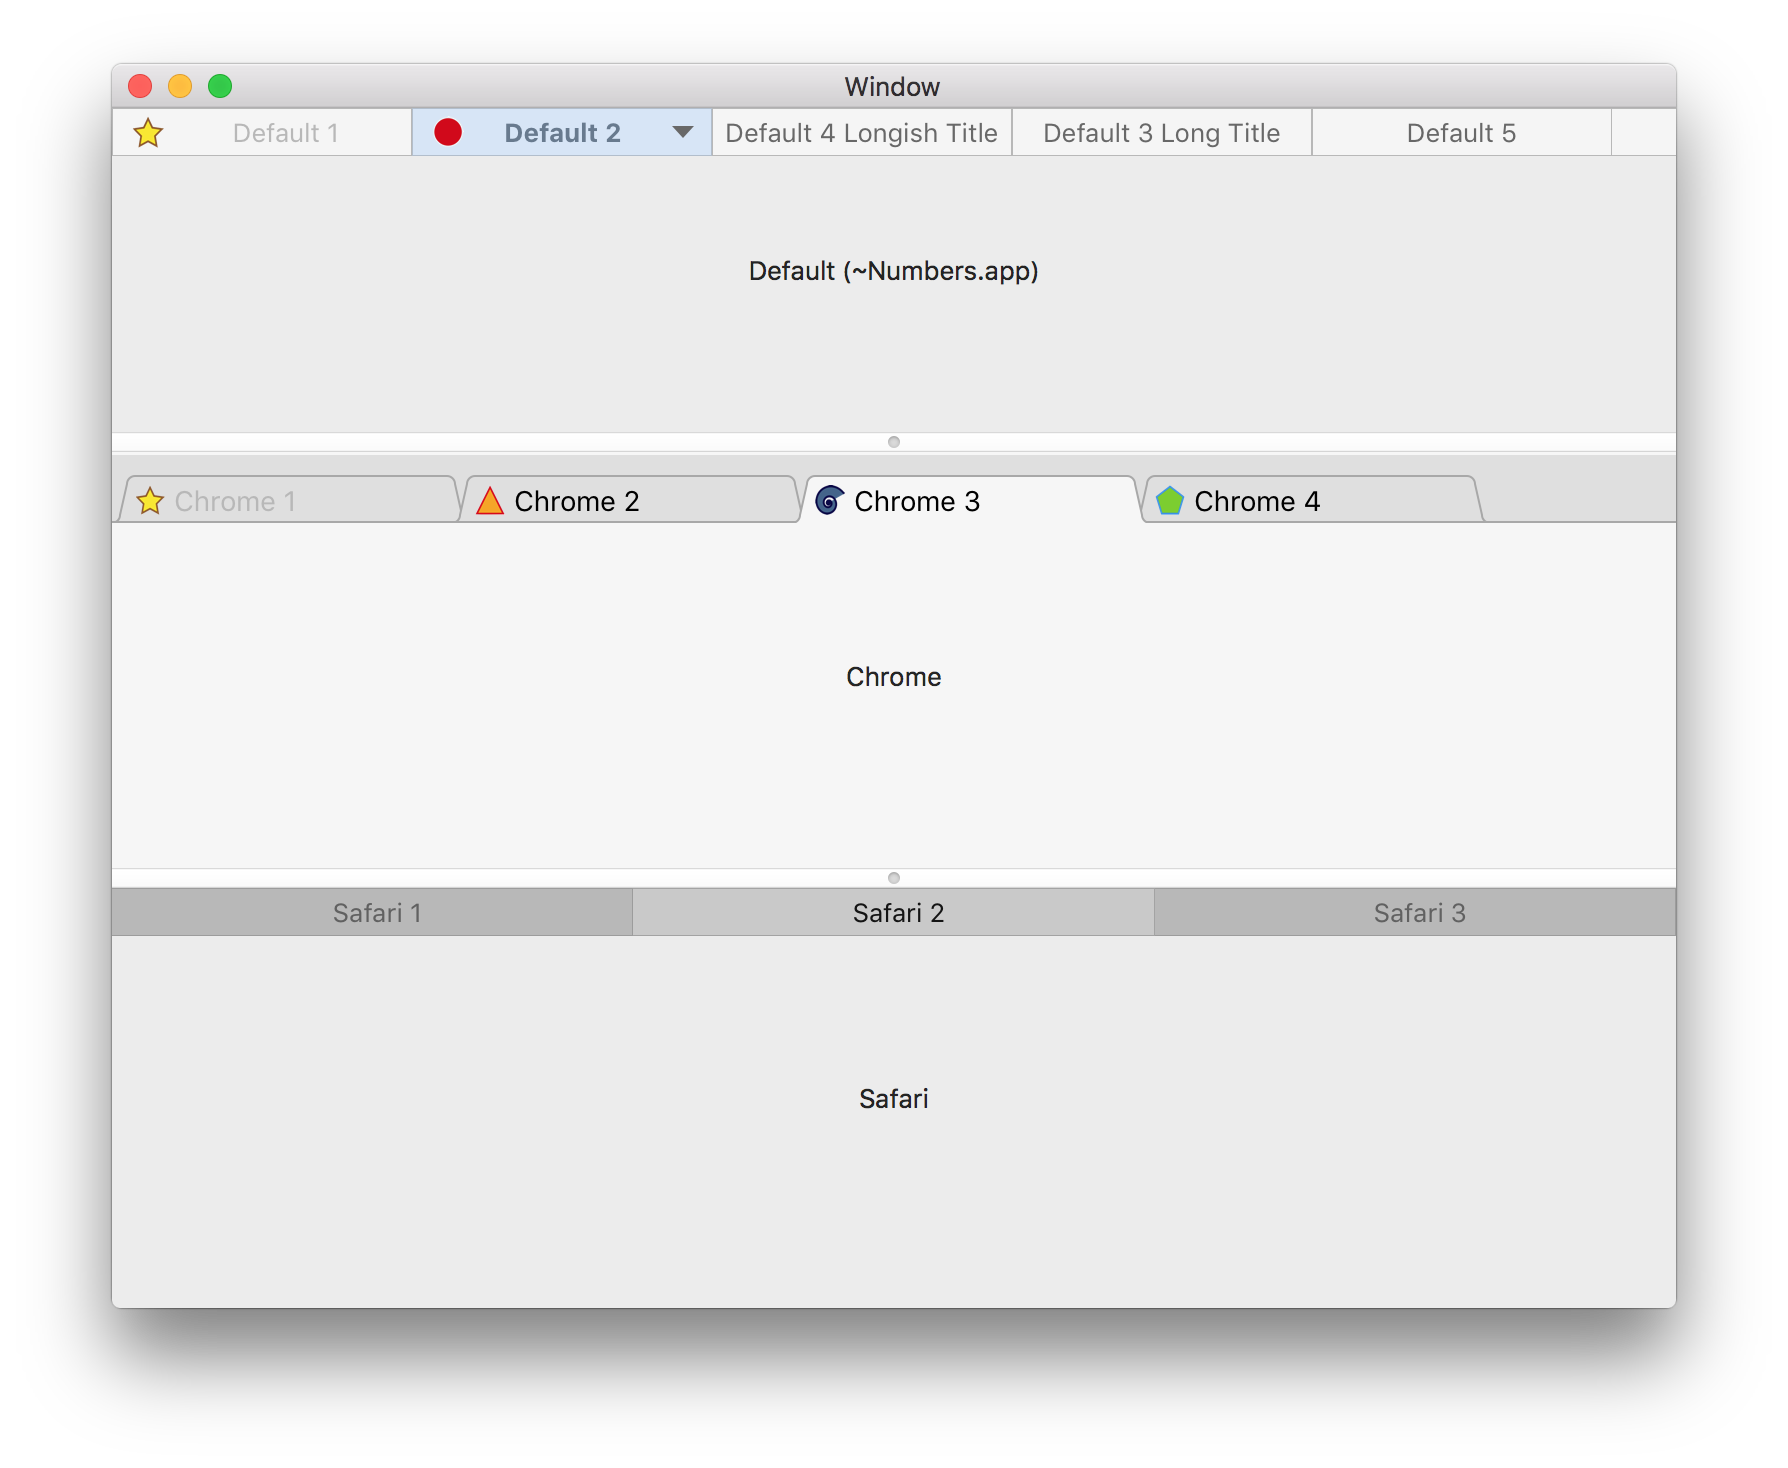 Window
Default 1 Default 2 Default 4 Longish Title Default 3 Long Title Default 5
Default (~Numbers.app)
Chrome 1 Chrome 2 Chrome 3 Chrome 4
Chrome
Safari 1 Safari 2 Safari 3
Safari